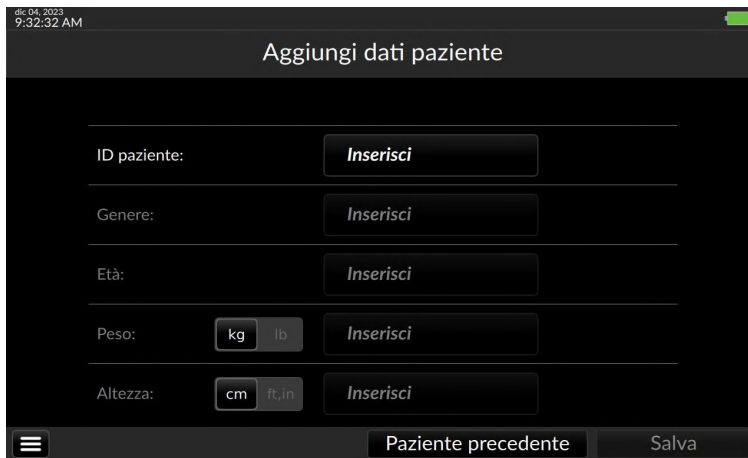 dic 04, 2023
9:32:32 AM
Aggiungi dati paziente
ID paziente: Inserisci
Genere: Inserisci
Età: Inserisci
Peso: kg lb Inserisci
Altezza: cm ft,in Inserisci
Paziente precedente Salva